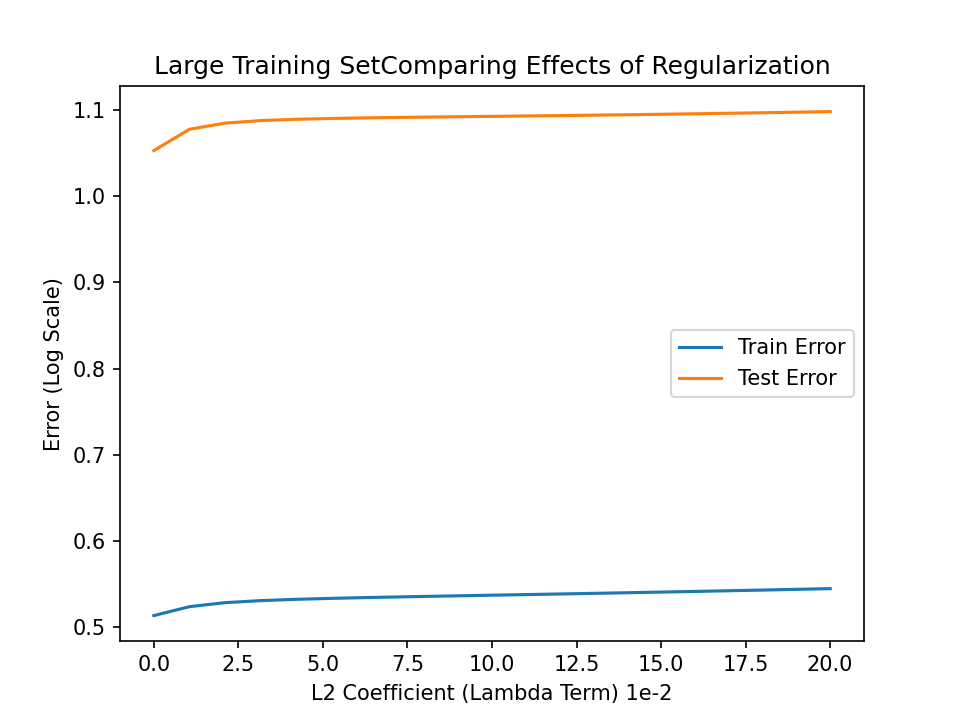 Large Training SetComparing Effects of Regularization
1.1
1.0
0.9
0.8
0.7
0.6
0.5
Error (Log Scale)
Train Error
Test Error
0.0 2.5 5.0 7.5 10.0 12.5 15.0 17.5 20.0
L2 Coefficient (Lambda Term) 1e-2